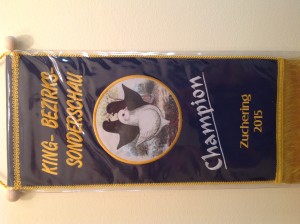 KING- BEZIRKS-
SONDERSCHAU
Champion
Zuchering
2015